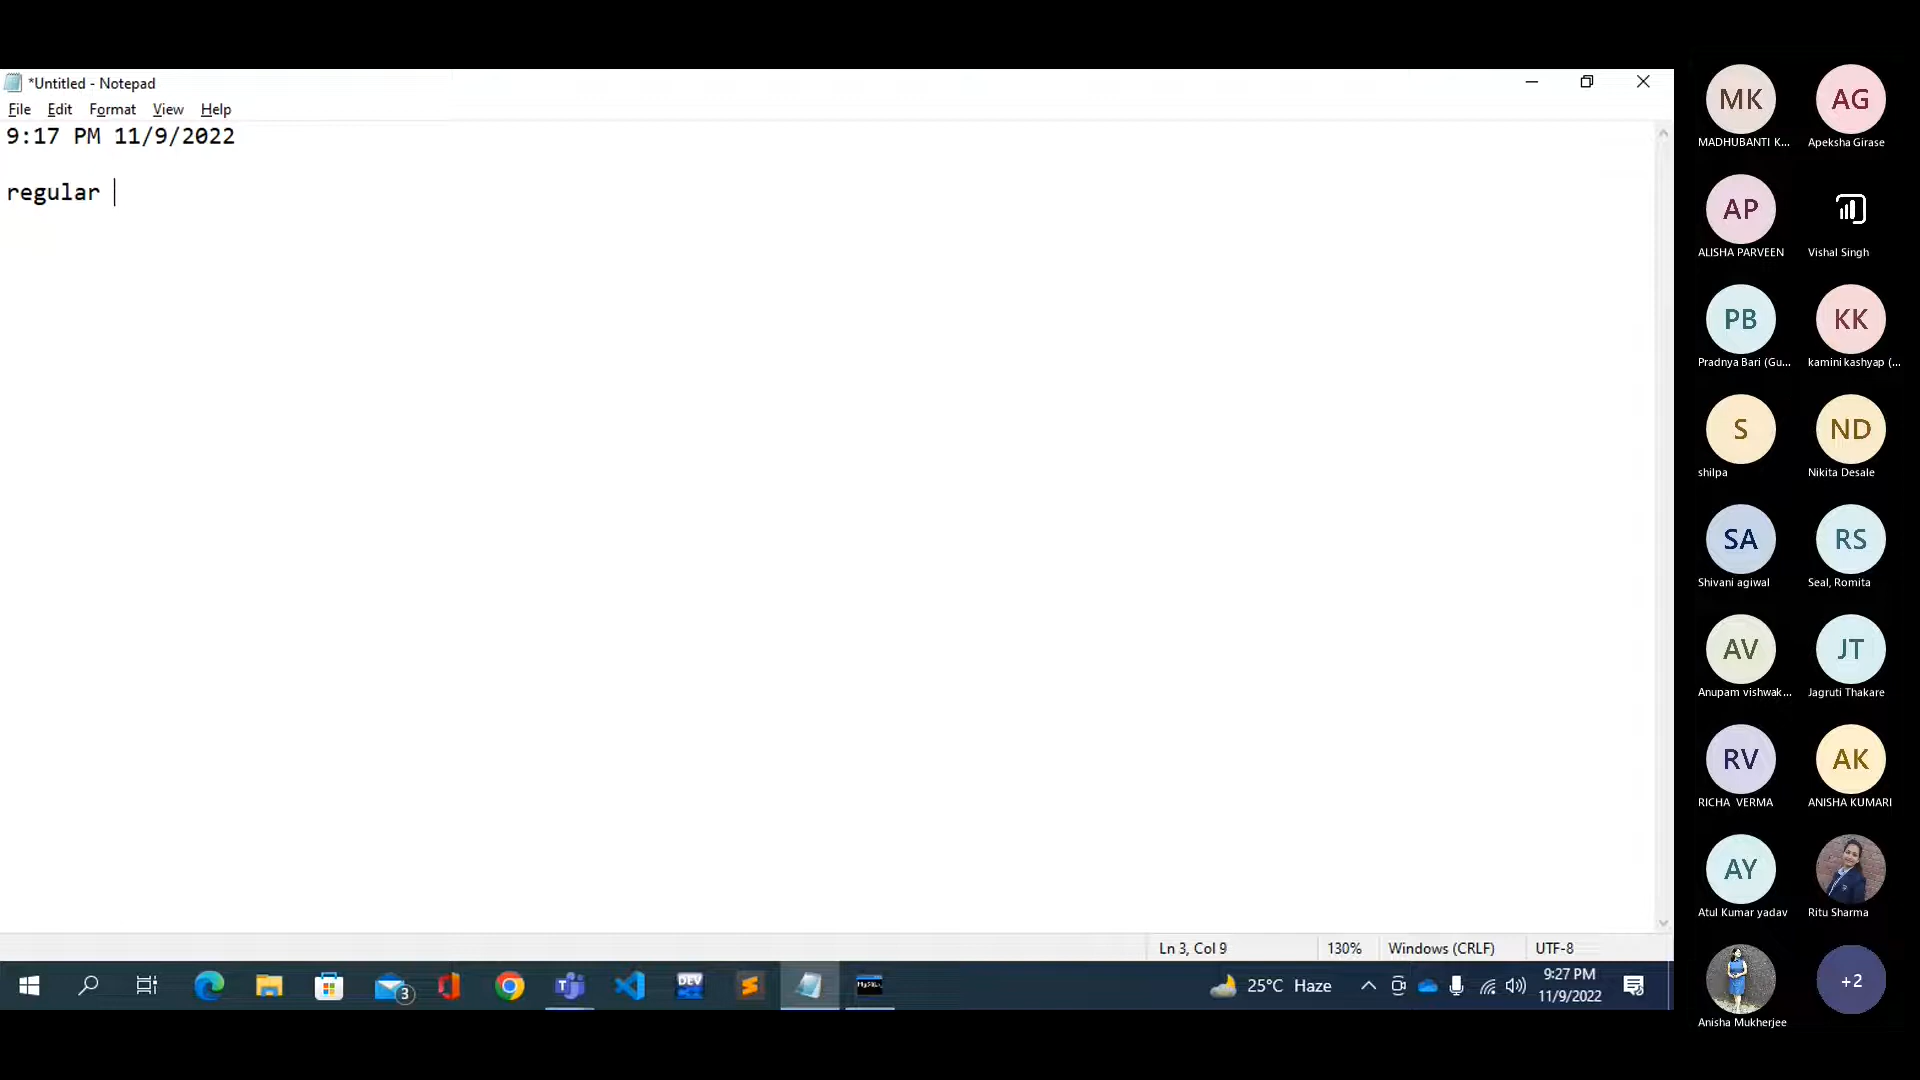 *Untitled - Notepad
File Edit Format View Help
9:17 PM 11/9/2022
regular
Ln 3, Col 9 130% Windows (CRLF) UTF-8
3
DEV
MySQL
25°C Haze
9:27 PM
11/9/2022
MK AG
MADHUBANTI K... Apeksha Girase
AP
ALISHA PARVEEN Vishal Singh
PB KK
Pradnya Bari (Gu... kamini kashyap (...
S ND
shilpa Nikita Desale
SA RS
Shivani agiwal Seal, Romita
AV JT
Anupam vishwak... Jagruti Thakare
RV AK
RICHA VERMA ANISHA KUMARI
AY
Atul Kumar yadav Ritu Sharma
+2
Anisha Mukherjee